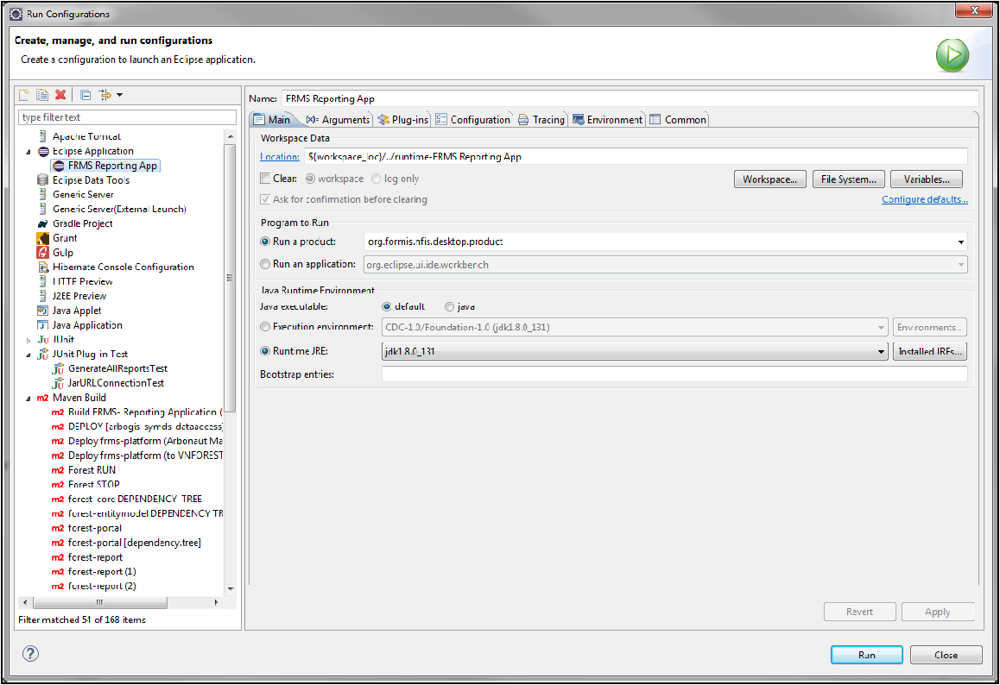 Run Configurations
Create, manage, and run configurations
Create a configuration to launch an Eclipse application.
type filter text
Apache Tomcat
Eclipse Application
FRMS Reporting App
Eclipse Data Tools
Generic Server
Generic Server(External Launch)
Gradle Project
Grunt
Gulp
Hibernate Console Configuration
HTTP Preview
J2EE Preview
Java Applet
Java Application
JUnit
JUnit Plug-in Test
GenerateAllReportsTest
JarURLConnectionTest
m2 Maven Build
m2 Build FRMS- Reporting Application (
m2 DEPLOY [arbogis-symds-dataaccess]
m2 Deploy frms-platform (Arbonaut Ma
m2 Deploy frms-platform (to VNFOREST
m2 Forest RUN
m2 Forest STOP
m2 forest-core DEPENDENCY_TREE
m2 forest-entitymodel DEPENDENCY TR
m2 forest-portal
m2 forest-portal [dependency.tree]
m2 forest-report
m2 forest-report (1)
m2 forest-report (2)
Filter matched 54 of 168 items
Name: FRMS Reporting App
Main (x)= Arguments Plug-ins Configuration Tracing Environment Common
Workspace Data
Location: ${workspace_loc}/../runtime-FRMS Reporting App
Clear: workspace log only Workspace... File System... Variables...
Ask for confirmation before clearing Configure defaults...
Program to Run
Run a product: org.formis.nfis.desktop.product
Run an application: org.eclipse.ui.ide.workbench
Java Runtime Environment
Java executable: default java
Execution environment: CDC-1.0/Foundation-1.0 (jdk1.8.0_131) Environments...
Runtime JRE: jdk1.8.0_131 Installed JREs...
Bootstrap entries:
Revert Apply
? Run Close